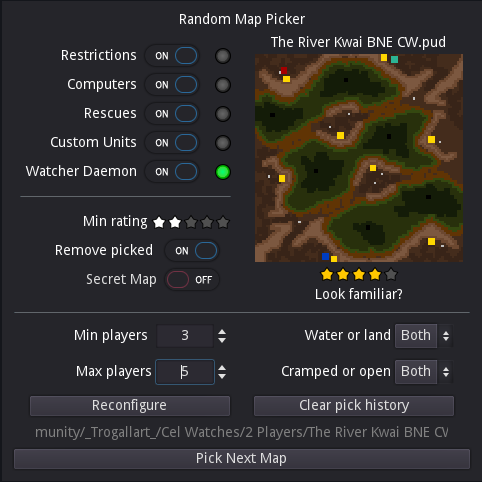 Random Map Picker
Restrictions ON
The River Kwai BNE CW.pud
Computers ON
Rescues ON
Custom Units ON
Watcher Daemon ON
Min rating
Remove picked ON
Secret Map OFF
Look familiar?
Min players 3
Water or land Both
Max players 5
Cramped or open Both
Reconfigure
Clear pick history
munity/_Trogallart_/Cel Watches/2 Players/The River Kwai BNE CW
Pick Next Map